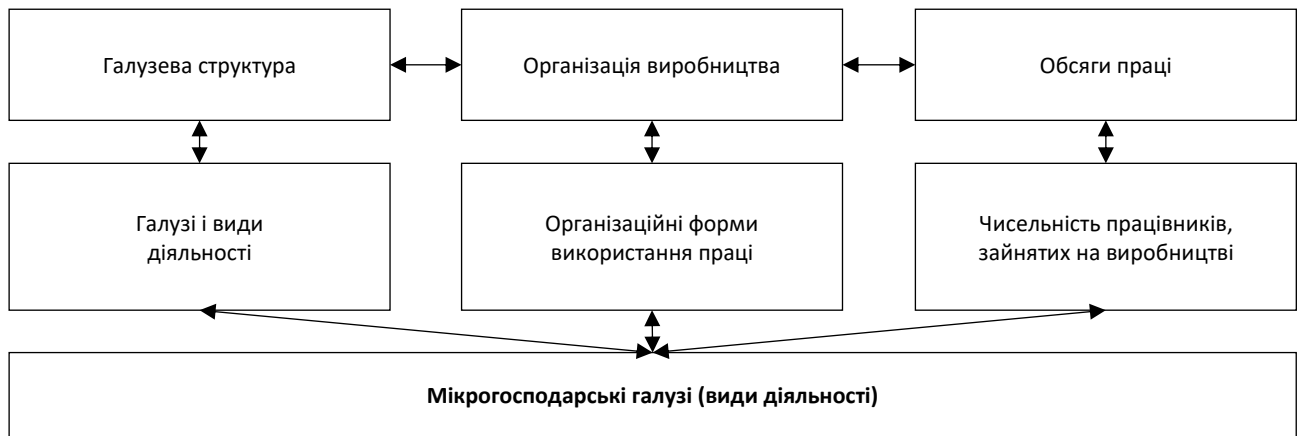 Галузева структура
Організація виробництва
Обсяги праці
Галузі і види
діяльності
Організаційні форми
використання праці
Чисельність працівників,
зайнятих на виробництві
Мікрогосподарські галузі (види діяльності)